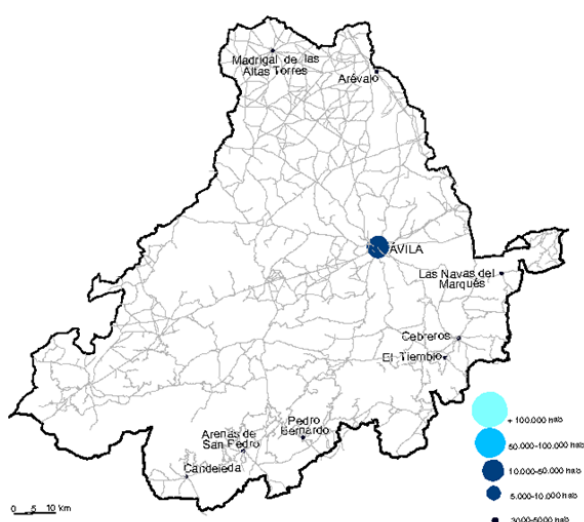 Madrigal de las
Altas Torres
Arévalo
ÁVILA
Las Navas del
Marqués
Cebreros
El Tiemblo
Pedro
Bernardo
Arenas de
San Pedro
Candeleda
+ 100.000 hab
50.000-100.000 hab
10.000-50.000 hab
5.000-10.000 hab
3000-5000 hab
0 5 10 km